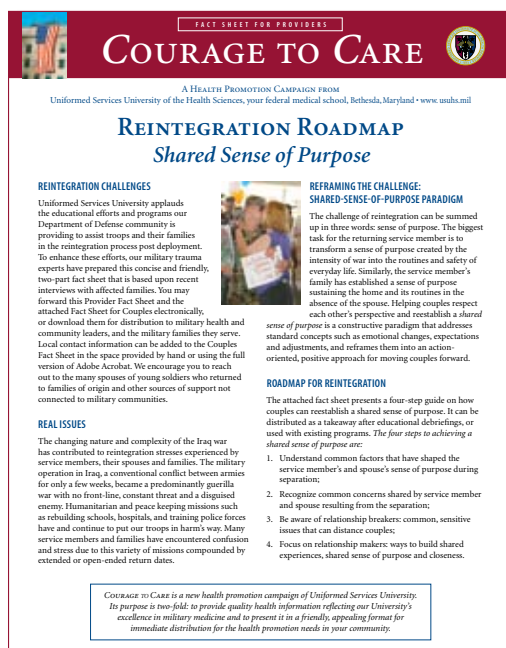 FACT SHEET FOR PROVIDERS
COURAGE TO CARE
A HEALTH PROMOTION CAMPAIGN FROM
Uniformed Services University of the Health Sciences, your federal medical school, Bethesda, Maryland • www. usuhs.mil
REINTEGRATION ROADMAP
Shared Sense of Purpose
REINTEGRATION CHALLENGES
Uniformed Services University applauds
the educational efforts and programs our
Department of Defense community is
providing to assist troops and their families
in the reintegration process post deployment.
To enhance these efforts, our military trauma
experts have prepared this concise and friendly,
two-part fact sheet that is based upon recent
interviews with affected families. You may
forward this Provider Fact Sheet and the
attached Fact Sheet for Couples electronically,
or download them for distribution to military health and
community leaders, and the military families they serve.
Local contact information can be added to the Couples
Fact Sheet in the space provided by hand or using the full
version of Adobe Acrobat. We encourage you to reach
out to the many spouses of young soldiers who returned
to families of origin and other sources of support not
connected to military communities.
REAL ISSUES
The changing nature and complexity of the Iraq war
has contributed to reintegration stresses experienced by
service members, their spouses and families. The military
operation in Iraq, a conventional conflict between armies
for only a few weeks, became a predominantly guerilla
war with no front-line, constant threat and a disguised
enemy. Humanitarian and peace keeping missions such
as rebuilding schools, hospitals, and training police forces
have and continue to put our troops in harm's way. Many
service members and families have encountered confusion
and stress due to this variety of missions compounded by
extended or open-ended return dates.
REFRAMING THE CHALLENGE:
SHARED-SENSE-OF-PURPOSE PARADIGM
The challenge of reintegration can be summed
up in three words: sense of purpose. The biggest
task for the returning service member is to
transform a sense of purpose created by the
intensity of war into the routines and safety of
everyday life. Similarly, the service member's
family has established a sense of purpose
sustaining the home and its routines in the
absence of the spouse. Helping couples respect
each other's perspective and reestablish a shared
sense of purpose is a constructive paradigm that addresses
standard concepts such as emotional changes, expectations
and adjustments, and reframes them into an action-
oriented, positive approach for moving couples forward.
ROADMAP FOR REINTEGRATION
The attached fact sheet presents a four-step guide on how
couples can reestablish a shared sense of purpose. It can be
distributed as a takeaway after educational debriefings, or
used with existing programs. The four steps to achieving a
shared sense of purpose are:
1. Understand common factors that have shaped the
service member's and spouse's sense of purpose during
separation;
2. Recognize common concerns shared by service member
and spouse resulting from the separation;
3. Be aware of relationship breakers: common, sensitive
issues that can distance couples;
4. Focus on relationship makers: ways to build shared
experiences, shared sense of purpose and closeness.
COURAGE TO CARE is a new health promotion campaign of Uniformed Services University.
Its purpose is two-fold: to provide quality health information reflecting our University's
excellence in military medicine and to present it in a friendly, appealing format for
immediate distribution for the health promotion needs in your community.